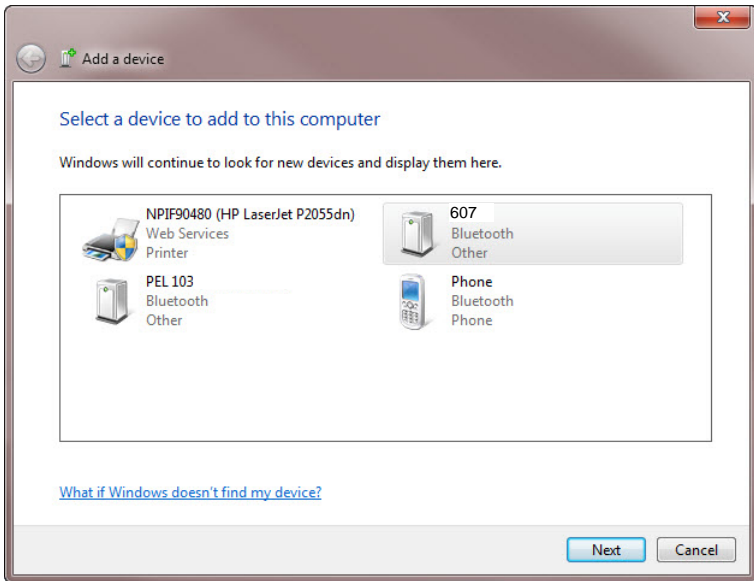 Add a device
Select a device to add to this computer
Windows will continue to look for new devices and display them here.
NPIF90480 (HP LaserJet P2055dn)
Web Services
Printer
607
Bluetooth
Other
PEL 103
Bluetooth
Other
Phone
Bluetooth
Phone
What if Windows doesn't find my device?
Next
Cancel